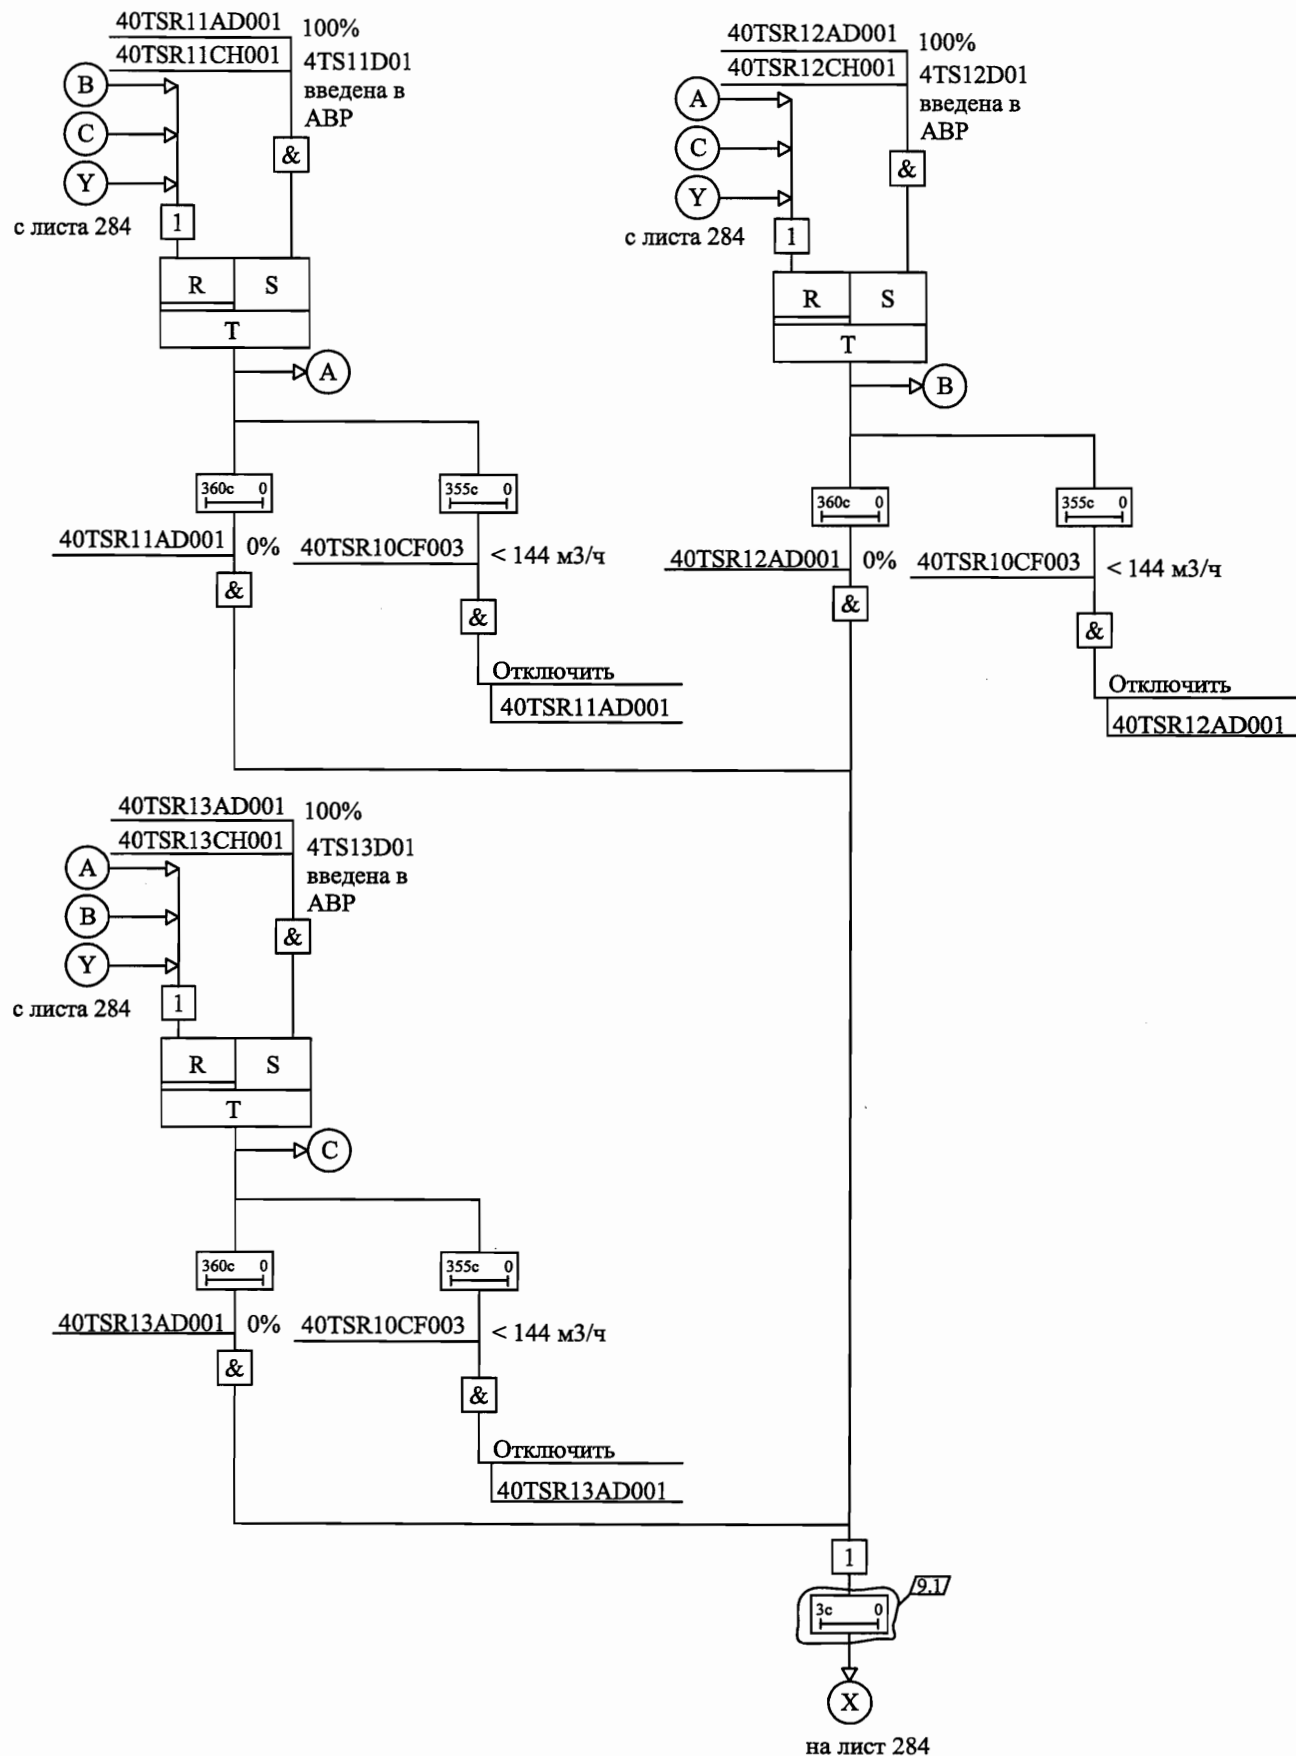 40TSR11AD001 100%
40TSR11CH001 4TS11D01
введена в
АВР
B
C
Y
&
с листа 284
1
R S
T
A
360с 0
355с 0
40TSR11AD001 0%
40TSR10CF003 < 144 м3/ч
&
&
Отключить
40TSR11AD001
40TSR12AD001 100%
40TSR12CH001 4TS12D01
введена в
АВР
A
C
Y
&
с листа 284
1
R S
T
B
360с 0
355с 0
40TSR12AD001 0%
40TSR10CF003 < 144 м3/ч
&
&
Отключить
40TSR12AD001
40TSR13AD001 100%
40TSR13CH001 4TS13D01
введена в
АВР
A
B
Y
&
с листа 284
1
R S
T
C
360с 0
355с 0
40TSR13AD001 0%
40TSR10CF003 < 144 м3/ч
&
&
Отключить
40TSR13AD001
1
9.1
3с 0
X
на лист 284